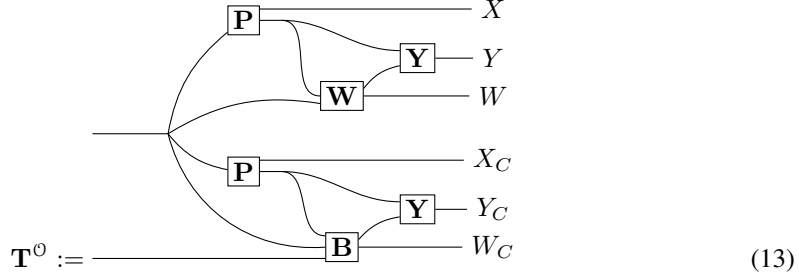 P X
Y Y
W W
P X_C
Y Y_C
B W_C
T^𝒪 := (13)